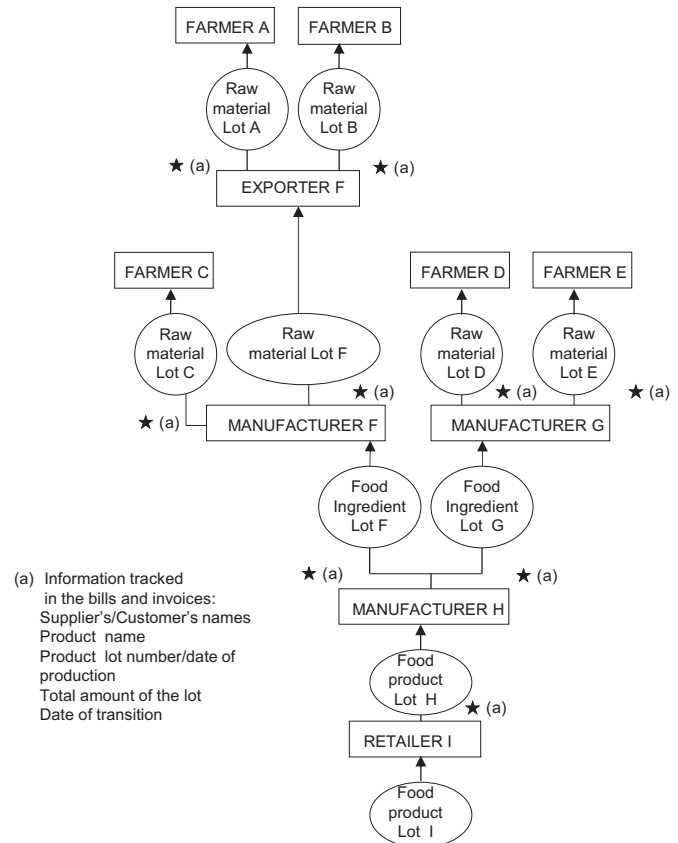 FARMER A
FARMER B
Raw
material
Lot A
Raw
material
Lot B
★ (a)
★ (a)
EXPORTER F
FARMER C
FARMER D
FARMER E
Raw
material
Lot C
Raw
material Lot F
Raw
material
Lot D
Raw
material
Lot E
★ (a)
★ (a)
★ (a)
★ (a)
MANUFACTURER F
MANUFACTURER G
Food
Ingredient
Lot F
Food
Ingredient
Lot G
★ (a)
★ (a)
MANUFACTURER H
(a) Information tracked
in the bills and invoices:
Supplier's/Customer's names
Product name
Product lot number/date of
production
Total amount of the lot
Date of transition
Food
product
Lot H
★ (a)
RETAILER I
Food
product
Lot I